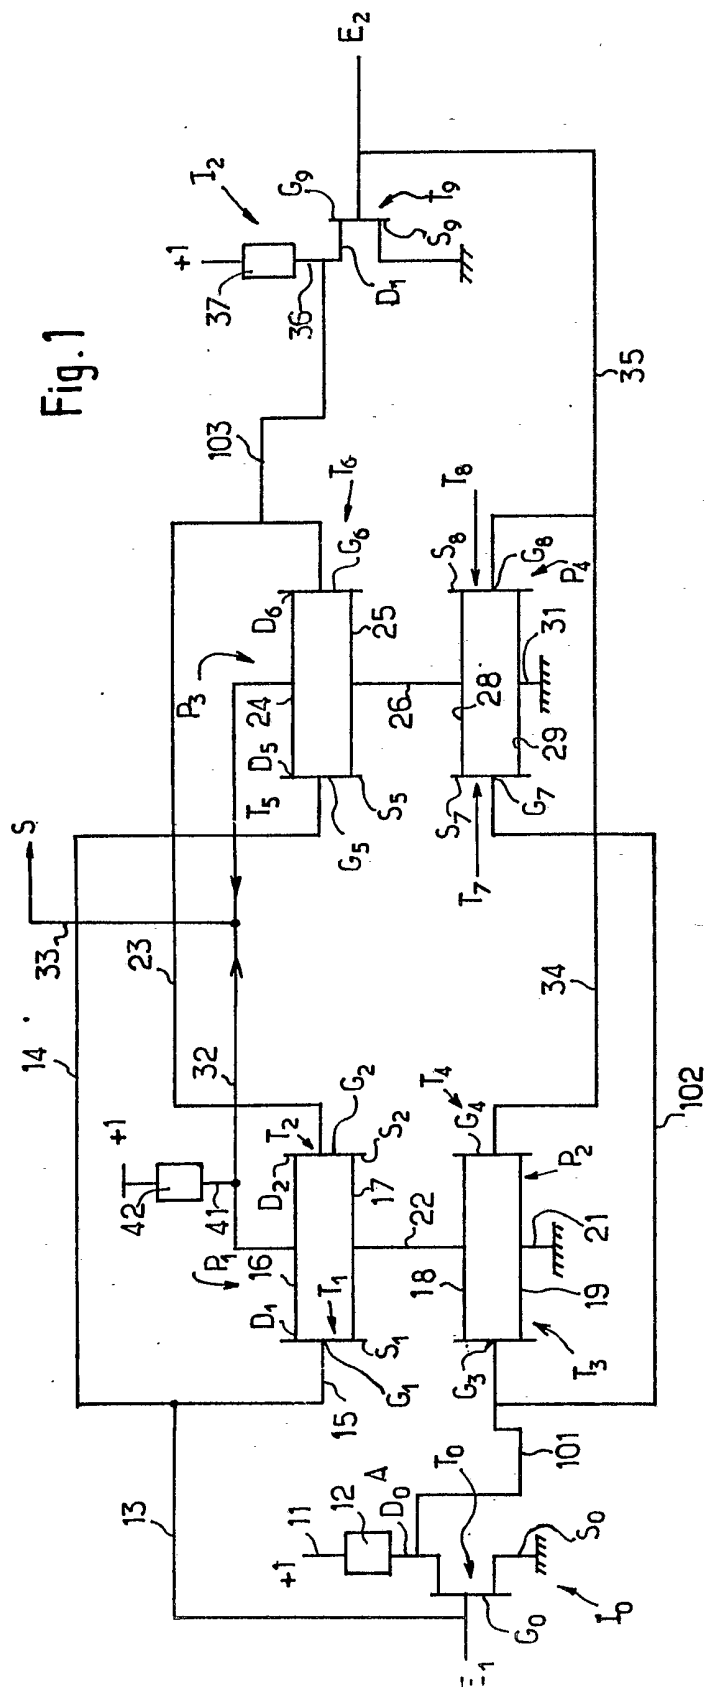 Fig.1
E₂
I₂
G₉
T₉
S₉
+1
37
36
D₁
103
35
T₆
G₆
D₆
P₃
24
25
D₅
T₅
G₅
S₅
26
T₈
S₈
G₈
P₄
31
28
29
S₇
G₇
T₇
S
33
23
14
32
34
102
+1
42
41
P₁
16
D₂
T₂
G₂
S₂
17
D₁
T₁
S₁
G₁
15
22
T₄
G₄
P₂
18
21
19
G₃
T₃
13
+1
11
12
A
D₀
T₀
101
S₀
G₀
I₀
E₁